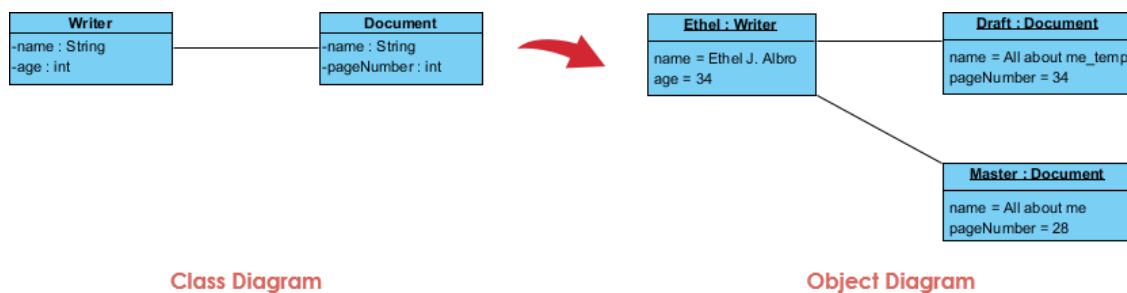 Writer
-name : String
-age : int
Document
-name : String
-pageNumber : int
Ethel : Writer
name = Ethel J. Albro
age = 34
Draft : Document
name = All about me_temp
pageNumber = 34
Master : Document
name = All about me
pageNumber = 28
Class Diagram
Object Diagram